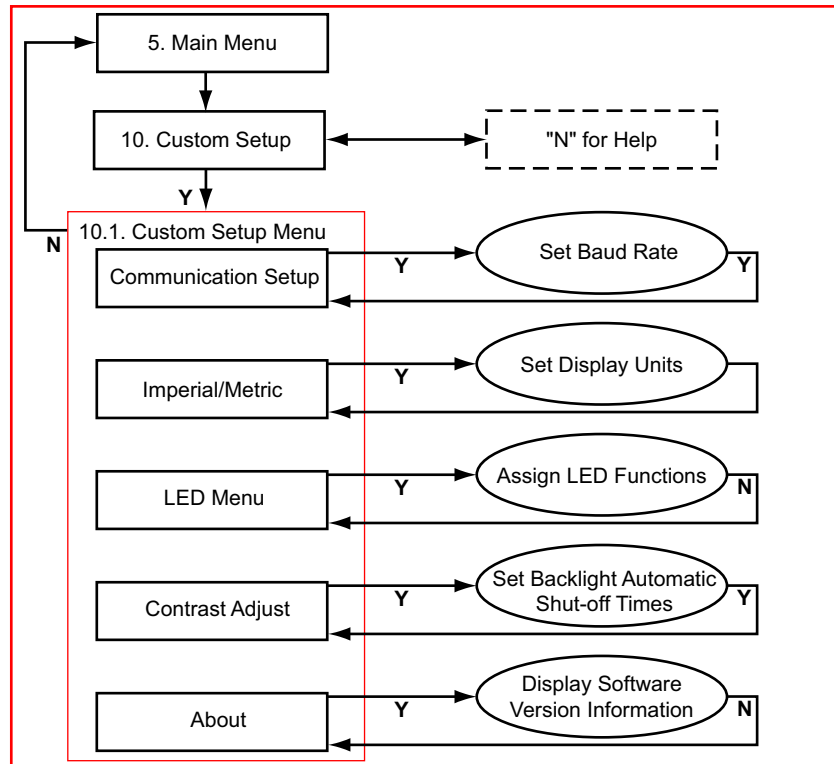 5. Main Menu
10. Custom Setup
"N" for Help
Y
N
10.1. Custom Setup Menu
Communication Setup
Y
Set Baud Rate
Y
Imperial/Metric
Y
Set Display Units
LED Menu
Y
Assign LED Functions
N
Contrast Adjust
Y
Set Backlight Automatic
Shut-off Times
Y
About
Y
Display Software
Version Information
N